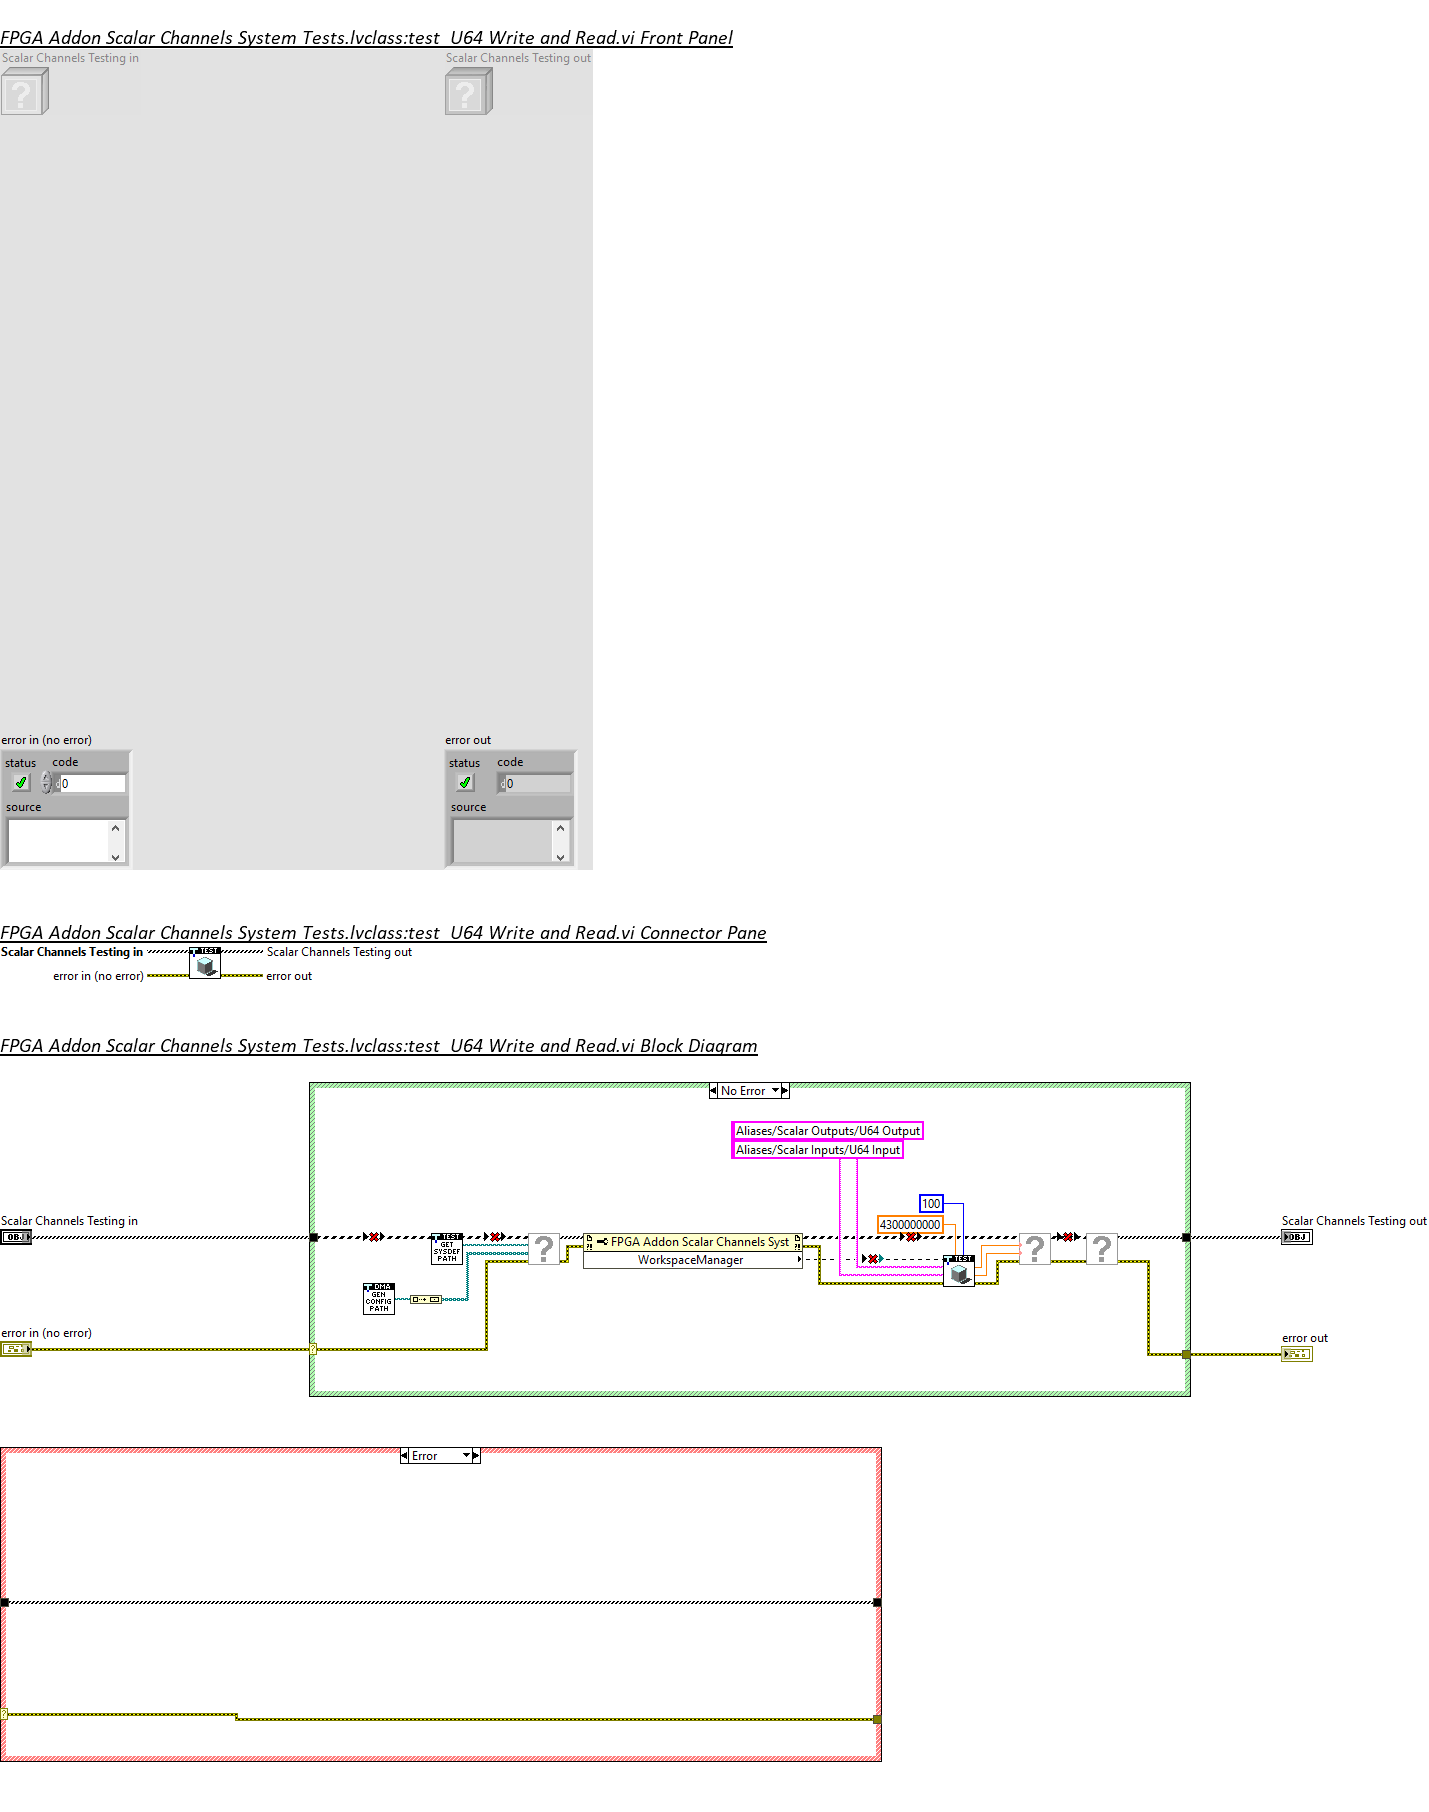 FPGA Addon Scalar Channels System Tests.lvclass:test  U64 Write and Read.vi Front Panel
Scalar Channels Testing in
Scalar Channels Testing out
?
?
error in (no error)
error out
status
code
status
code
d
0
d
0
source
source
FPGA Addon Scalar Channels System Tests.lvclass:test  U64 Write and Read.vi Connector Pane
Scalar Channels Testing in
TEST
Scalar Channels Testing out
error in (no error)
error out
FPGA Addon Scalar Channels System Tests.lvclass:test  U64 Write and Read.vi Block Diagram
No Error
Aliases/Scalar Outputs/U64 Output
Aliases/Scalar Inputs/U64 Input
100
4300000000
Scalar Channels Testing in
OBJ
Scalar Channels Testing out
OBJ
TEST
GET
SYSDEF
PATH
?
FPGA Addon Scalar Channels Syst
WorkspaceManager
TEST
?
?
DMA
GEN
CONFIG
PATH
error in (no error)
?
error out
Error
?